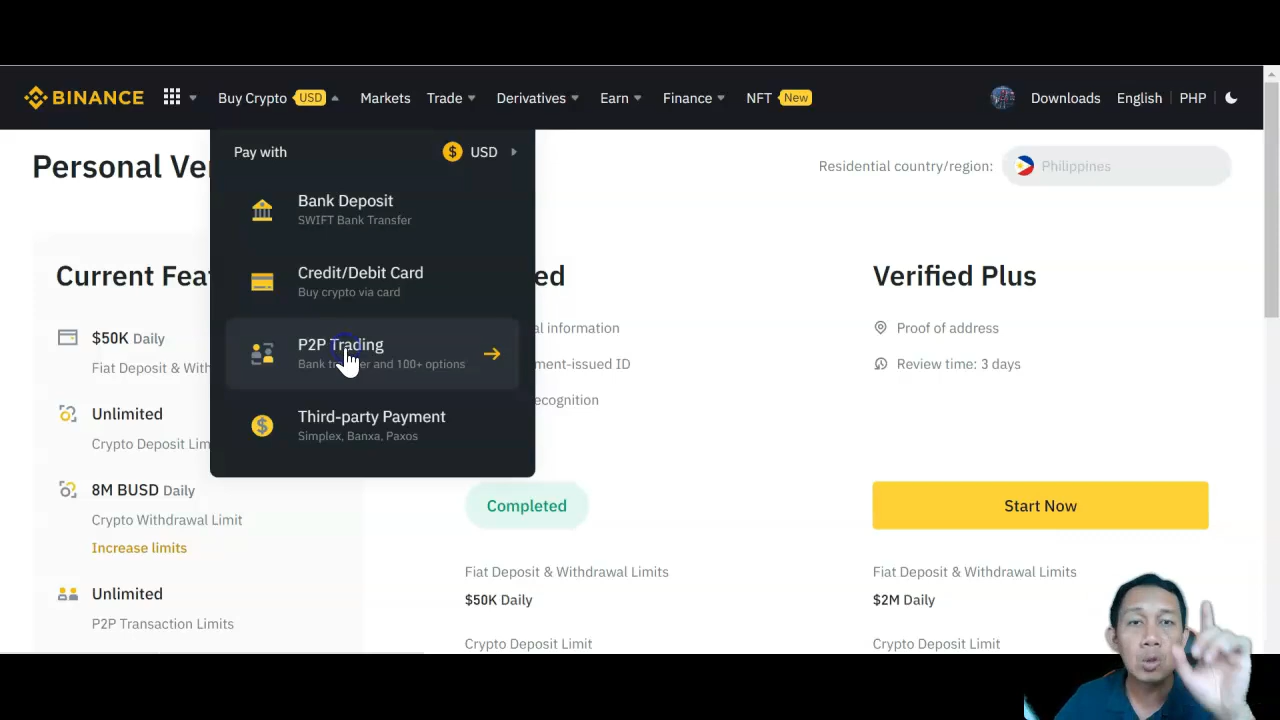 BINANCE Buy Crypto USD Markets Trade Derivatives Earn Finance NFT New Downloads English PHP
Pay with USD
Personal Ve
Residential country/region: Philippines
Bank Deposit
SWIFT Bank Transfer
Credit/Debit Card
Buy crypto via card
P2P Trading
Bank and 100+ options
Third-party Payment
Simplex, Banxa, Paxos
Current Fea
$50K Daily
Fiat Deposit & With
Unlimited
Crypto Deposit Lim
8M BUSD Daily
Crypto Withdrawal Limit
Increase limits
Unlimited
P2P Transaction Limits
ed
al information
ment-issued ID
ecognition
Completed
Fiat Deposit & Withdrawal Limits
$50K Daily
Crypto Deposit Limit
Verified Plus
Proof of address
Review time: 3 days
Start Now
Fiat Deposit & Withdrawal Limits
$2M Daily
Crypto Deposit Limit